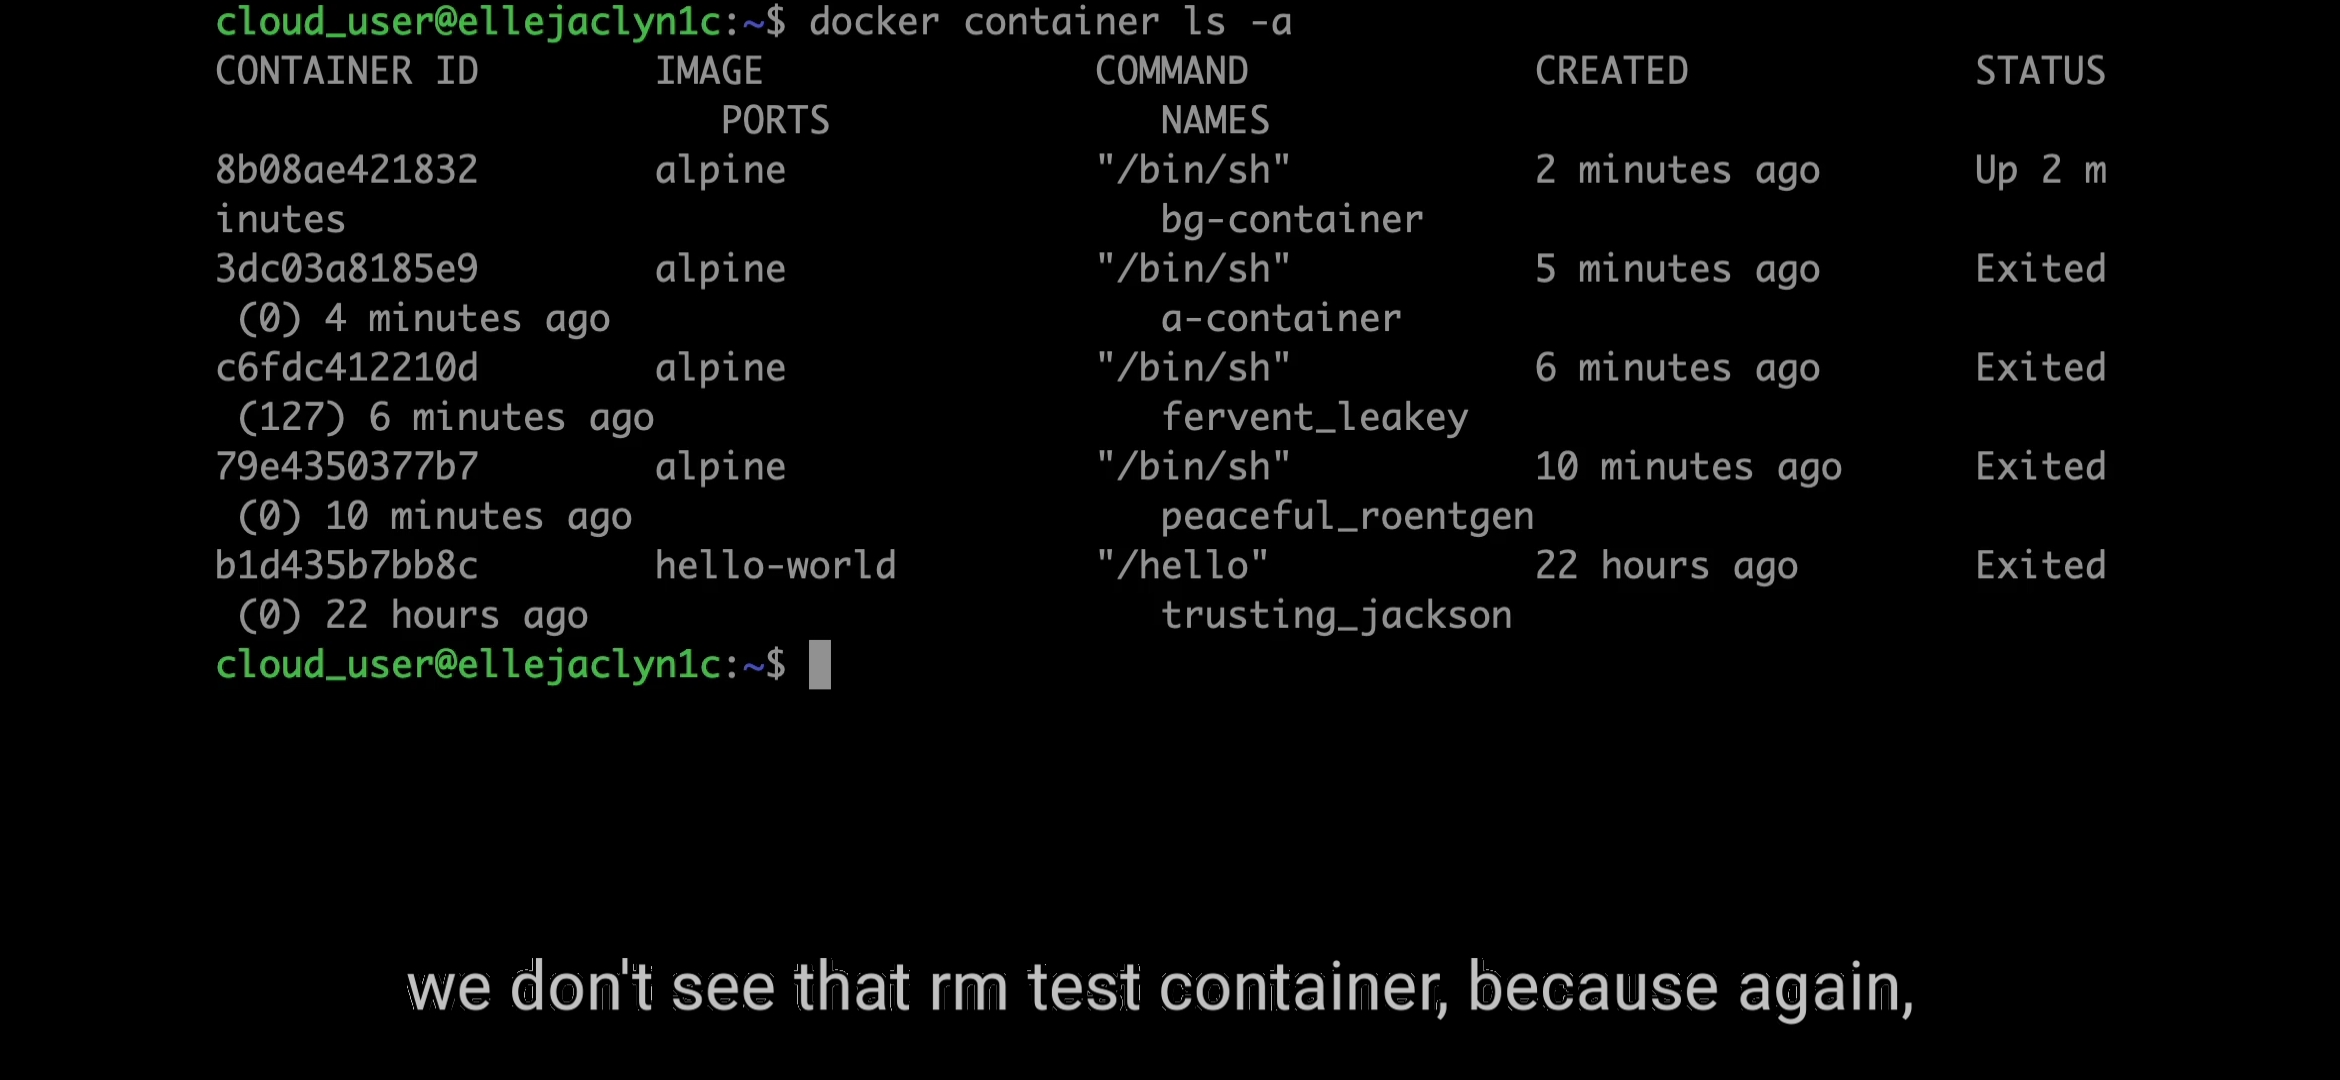 cloud_user@ellejaclyn1c:~$ docker container ls -a
CONTAINER ID        IMAGE               COMMAND             CREATED             STATUS
                       PORTS               NAMES
8b08ae421832        alpine              "/bin/sh"           2 minutes ago       Up 2 m
inutes                                     bg-container
3dc03a8185e9        alpine              "/bin/sh"           5 minutes ago       Exited
 (0) 4 minutes ago                         a-container
c6fdc412210d        alpine              "/bin/sh"           6 minutes ago       Exited
 (127) 6 minutes ago                       fervent_leakey
79e4350377b7        alpine              "/bin/sh"           10 minutes ago      Exited
 (0) 10 minutes ago                        peaceful_roentgen
b1d435b7bb8c        hello-world         "/hello"            22 hours ago        Exited
 (0) 22 hours ago                          trusting_jackson
cloud_user@ellejaclyn1c:~$
we don't see that rm test container, because again,